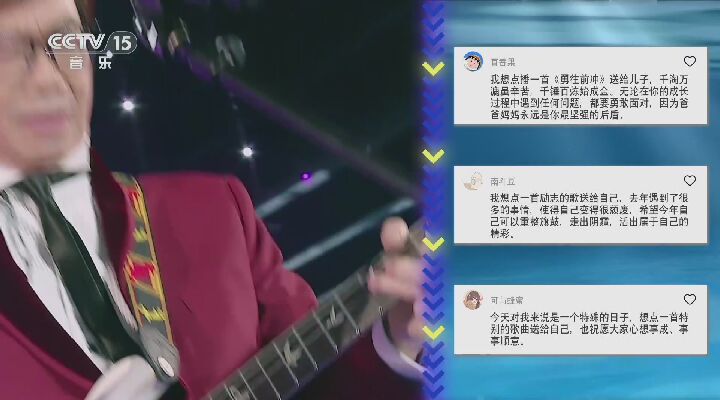 CCTV 15
音乐
百香果
我想点播一首《勇往前冲》送给儿子，千淘万
漉虽辛苦，千锤百炼始成金、无论在你的成长
过程中遇到任何问题，都要勇敢面对，因为爸
爸妈妈永远是你最坚强的后盾。
我想点一首励志的歌送给自己，去年遇到了很
多的事情，使得自己变得很颓废，希望今年自
己可以重整旗鼓，走出阴霾，活出属于自己的
精彩。
今天对我来说是一个特殊的日子，想点一首特
别的歌曲送给自己，也祝愿大家心想事成、事
事顺意。